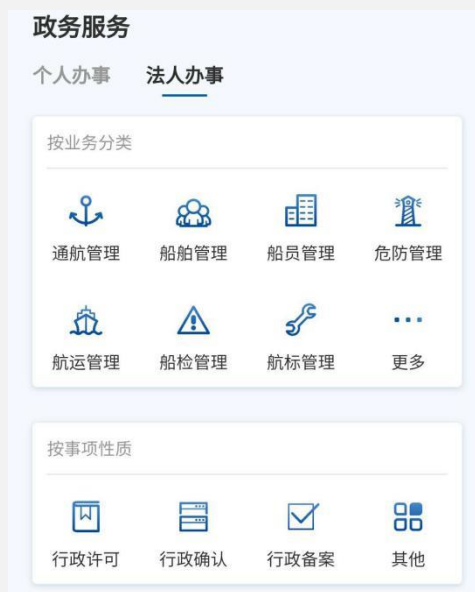 政务服务
个人办事 法人办事
按业务分类
通航管理 船舶管理 船员管理 危防管理
航运管理 船检管理 航标管理 更多
按事项性质
行政许可 行政确认 行政备案 其他